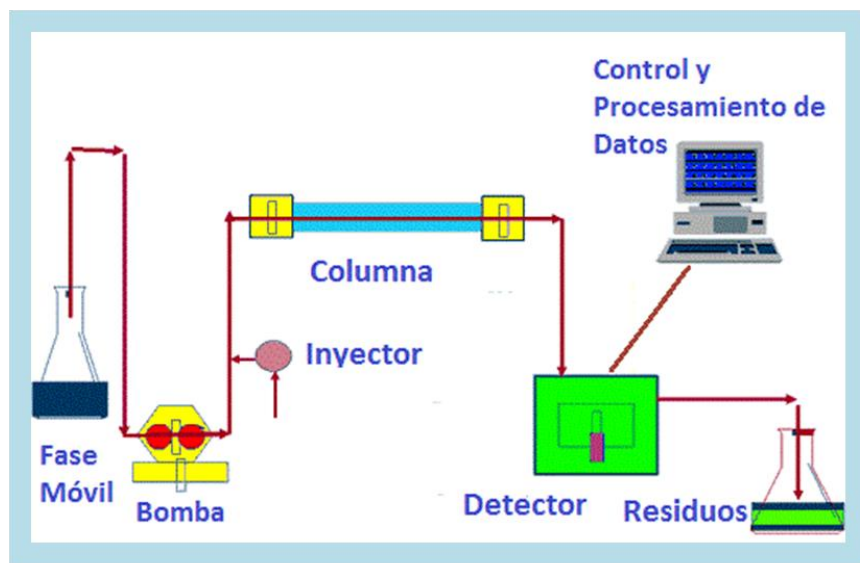 Control y
Procesamiento de
Datos
Columna
Inyector
Fase
Móvil
Bomba
Detector
Residuos